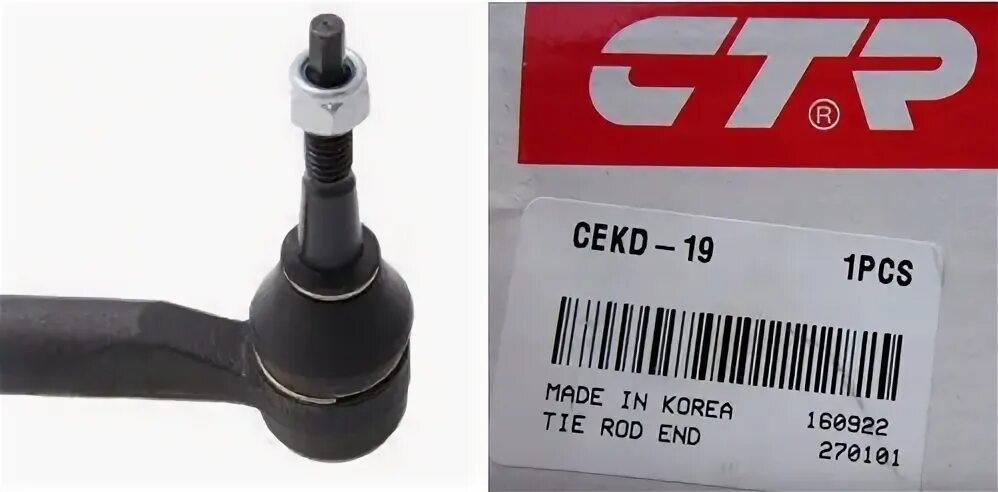 CTR®
CEKD-19 1PCS
MADE IN KOREA 160922
TIE ROD END 270101